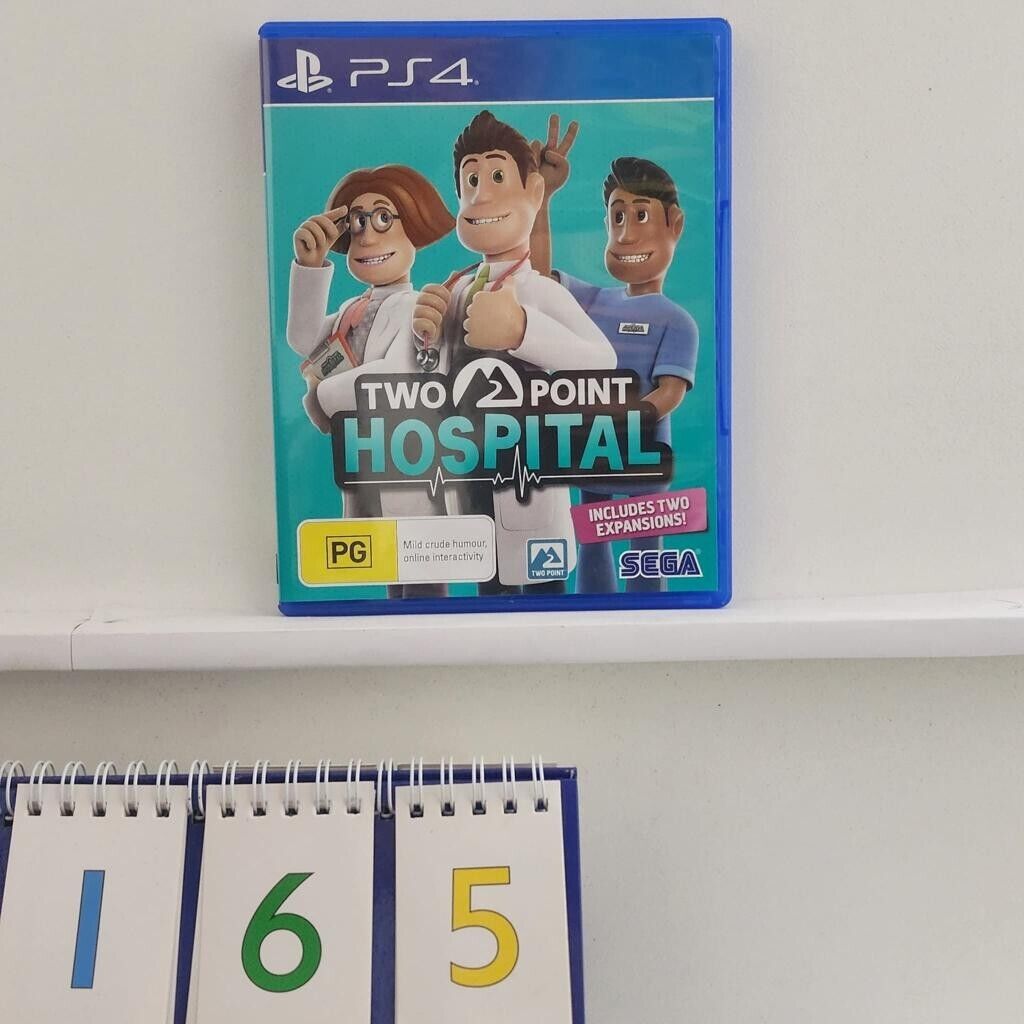 PS4
TWO POINT
HOSPITAL
INCLUDES TWO
EXPANSIONS!
PG
Mild crude humour,
online interactivity
TWO POINT
SEGA
1 6 5